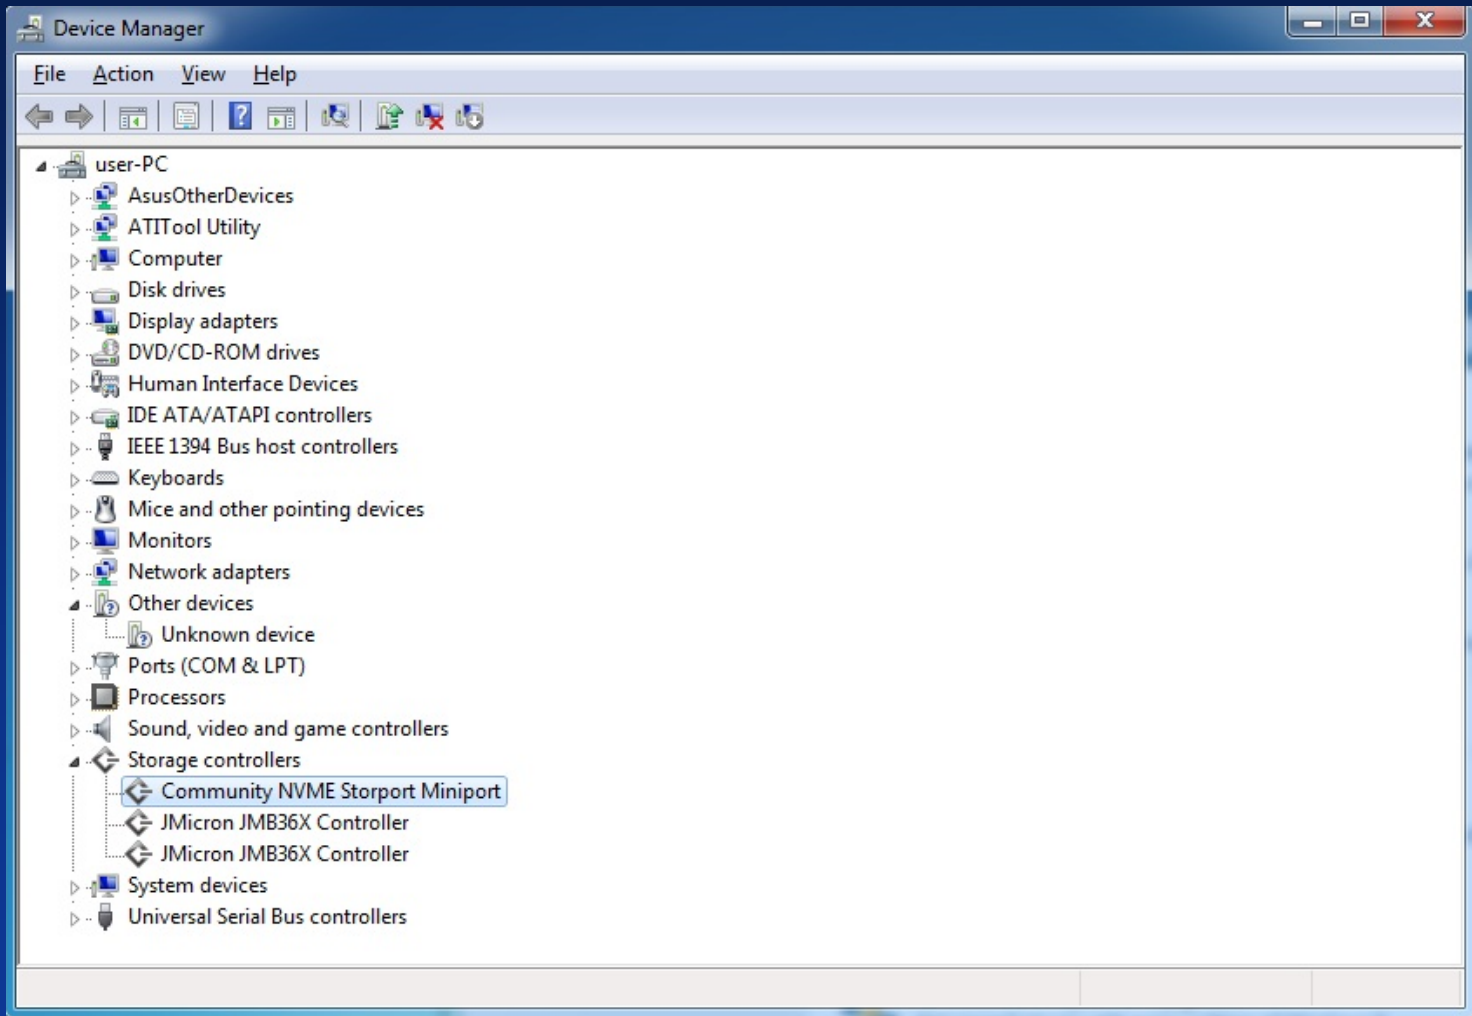 Device Manager
File Action View Help
user-PC
AsusOtherDevices
ATITool Utility
Computer
Disk drives
Display adapters
DVD/CD-ROM drives
Human Interface Devices
IDE ATA/ATAPI controllers
IEEE 1394 Bus host controllers
Keyboards
Mice and other pointing devices
Monitors
Network adapters
Other devices
Unknown device
Ports (COM & LPT)
Processors
Sound, video and game controllers
Storage controllers
Community NVME Storport Miniport
JMicron JMB36X Controller
JMicron JMB36X Controller
System devices
Universal Serial Bus controllers